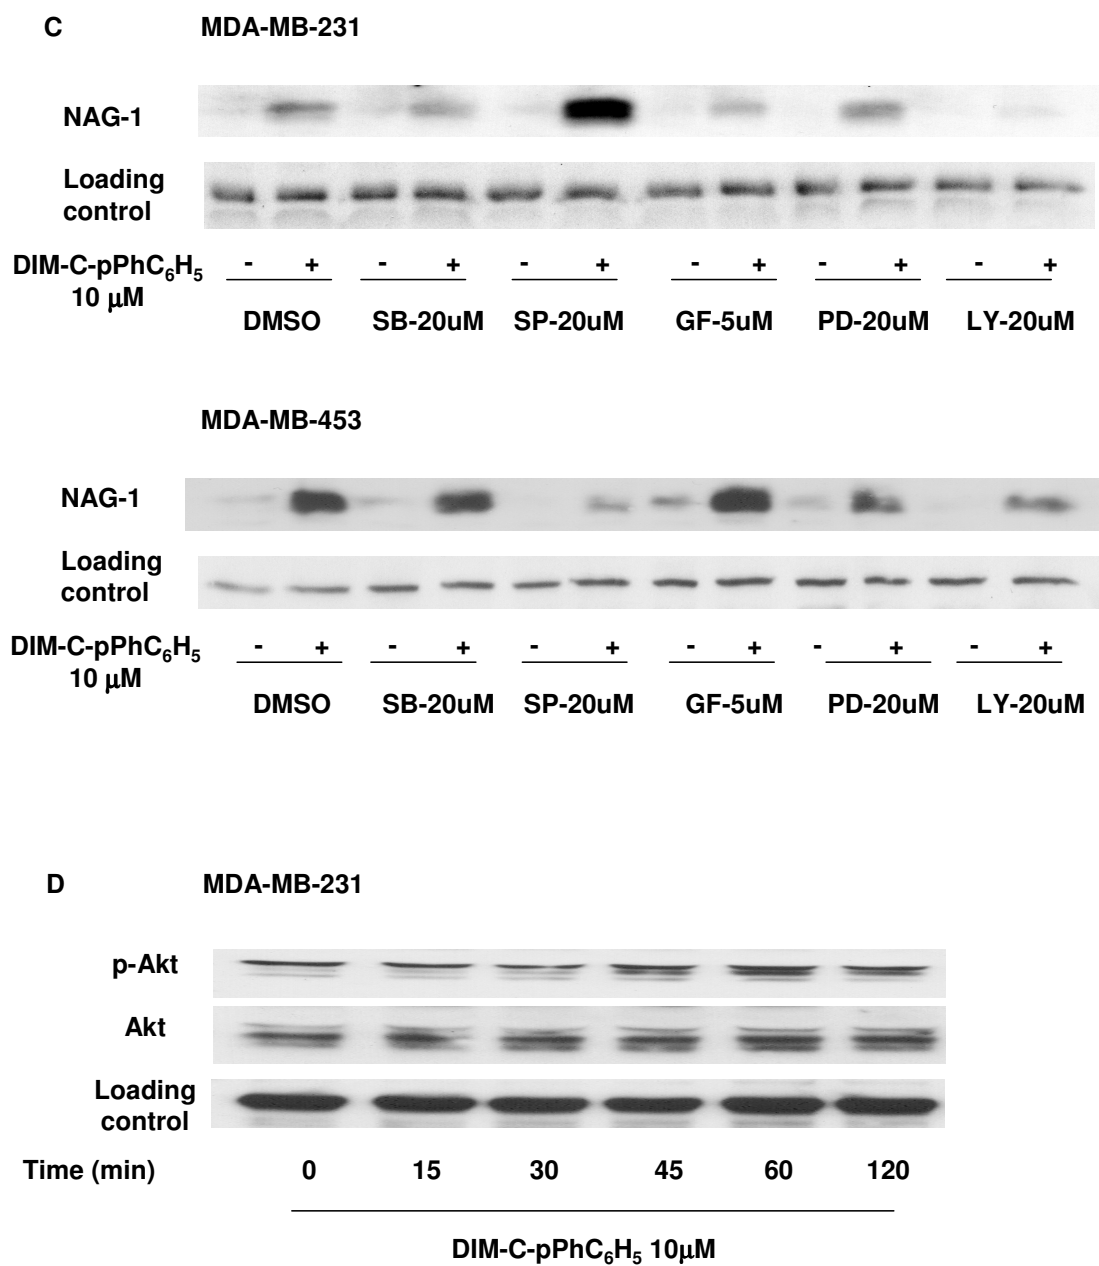 C MDA-MB-231
NAG-1
Loading
control
DIM-C-pPhC₆H₅ - + - + - + - + - + - +
10 μM
DMSO SB-20uM SP-20uM GF-5uM PD-20uM LY-20uM
MDA-MB-453
NAG-1
Loading
control
DIM-C-pPhC₆H₅ - + - + - + - + - + - +
10 μM
DMSO SB-20uM SP-20uM GF-5uM PD-20uM LY-20uM
D MDA-MB-231
p-Akt
Akt
Loading
control
Time (min) 0 15 30 45 60 120
DIM-C-pPhC₆H₅ 10μM